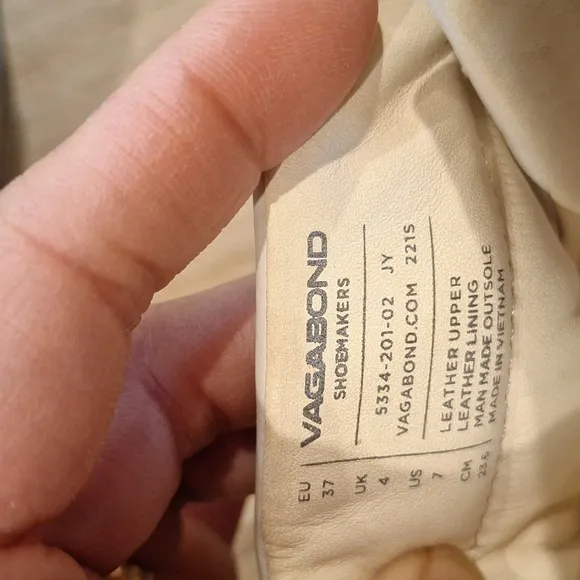 VAGABOND
SHOEMAKERS
5334-201-02 JY
VAGABOND.COM 221S
LEATHER UPPER
LEATHER LINING
MAN MADE OUTSOLE
MADE IN VIETNAM
EU UK US CM
37 4 7 23.5